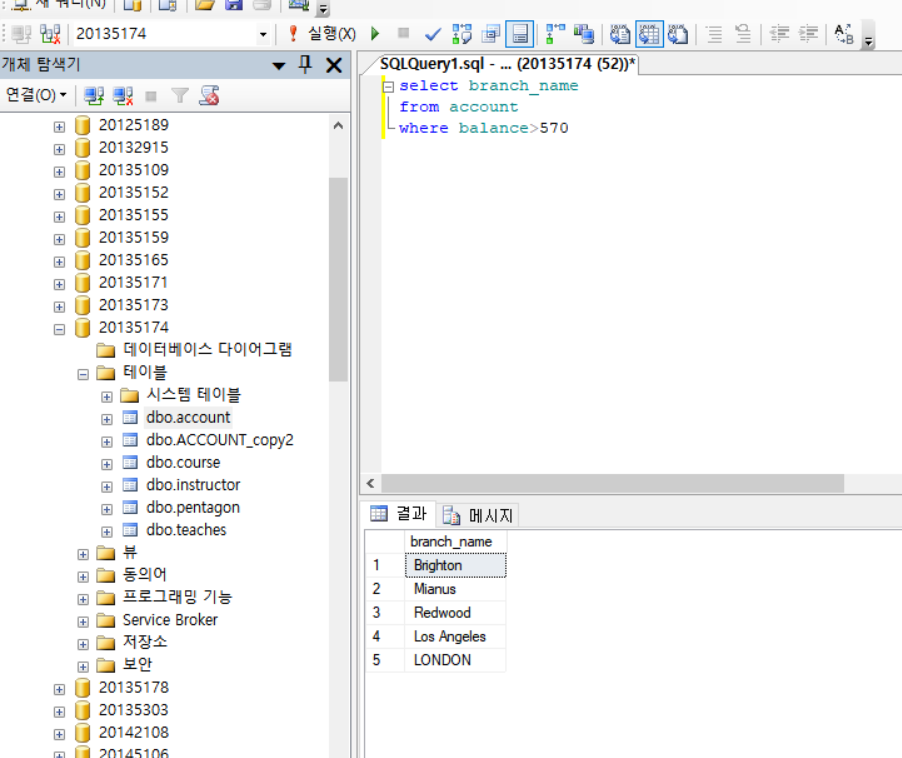 새 쿼리(N)
20135174
실행(X)
개체 탐색기
연결(O)
20125189
20132915
20135109
20135152
20135155
20135159
20135165
20135171
20135173
20135174
데이터베이스 다이어그램
테이블
시스템 테이블
dbo.account
dbo.ACCOUNT_copy2
dbo.course
dbo.instructor
dbo.pentagon
dbo.teaches
뷰
동의어
프로그래밍 기능
Service Broker
저장소
보안
20135178
20135303
20142108
20145106
SQLQuery1.sql - ... (20135174 (52))*
select branch_name
from account
where balance>570
결과
메시지
branch_name
1 Brighton
2 Mianus
3 Redwood
4 Los Angeles
5 LONDON